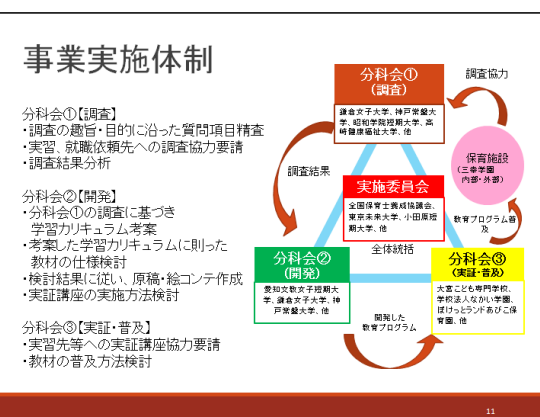 事業実施体制
分科会①【調査】
・調査の趣旨・目的に沿った質問項目精査
・実習、就職依頼先への調査協力要請
・調査結果分析
分科会②【開発】
・分科会①の調査に基づき
学習カリキュラム考案
・考案した学習カリキュラムに則った
教材の仕様検討
・検討結果に従い、原稿・絵コンテ作成
・実証講座の実施方法検討
分科会③【実証・普及】
・実習先等への実証講座協力要請
・教材の普及方法検討
分科会①
(調査)
鎌倉女子大学、神戸常盤大
学、昭和学院短期大学、高
崎健康福祉大学、他
調査協力
保育施設
(三幸学園
内部・外部)
調査結果
実施委員会
全国保育士養成協議会、
東京未来大学、小田原短
期大学、他
全体統括
教育プログラム普
及
分科会②
(開発)
愛知文教女子短期大
学、鎌倉女子大学、神
戸常盤大学、他
分科会③
(実証・普及)
大宮こども専門学校、
学校法人なかい学園、
ぽけっとランドあびこ保
育園、他
開発した
教育プログラム
11